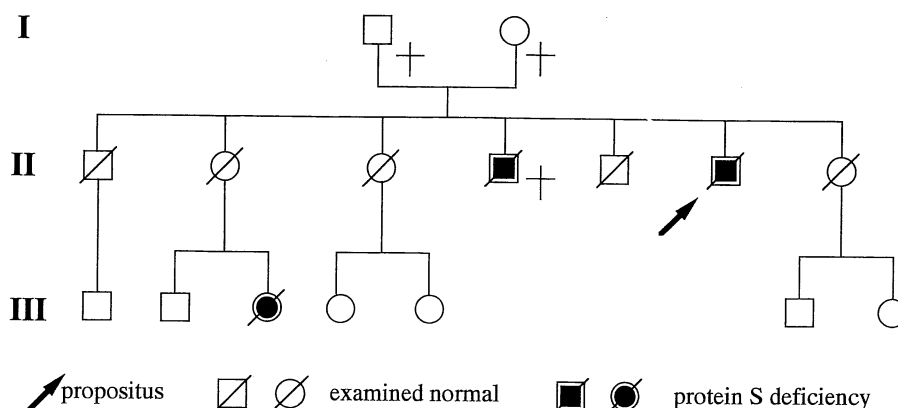 I
II
III
propositus
examined normal
protein S deficiency